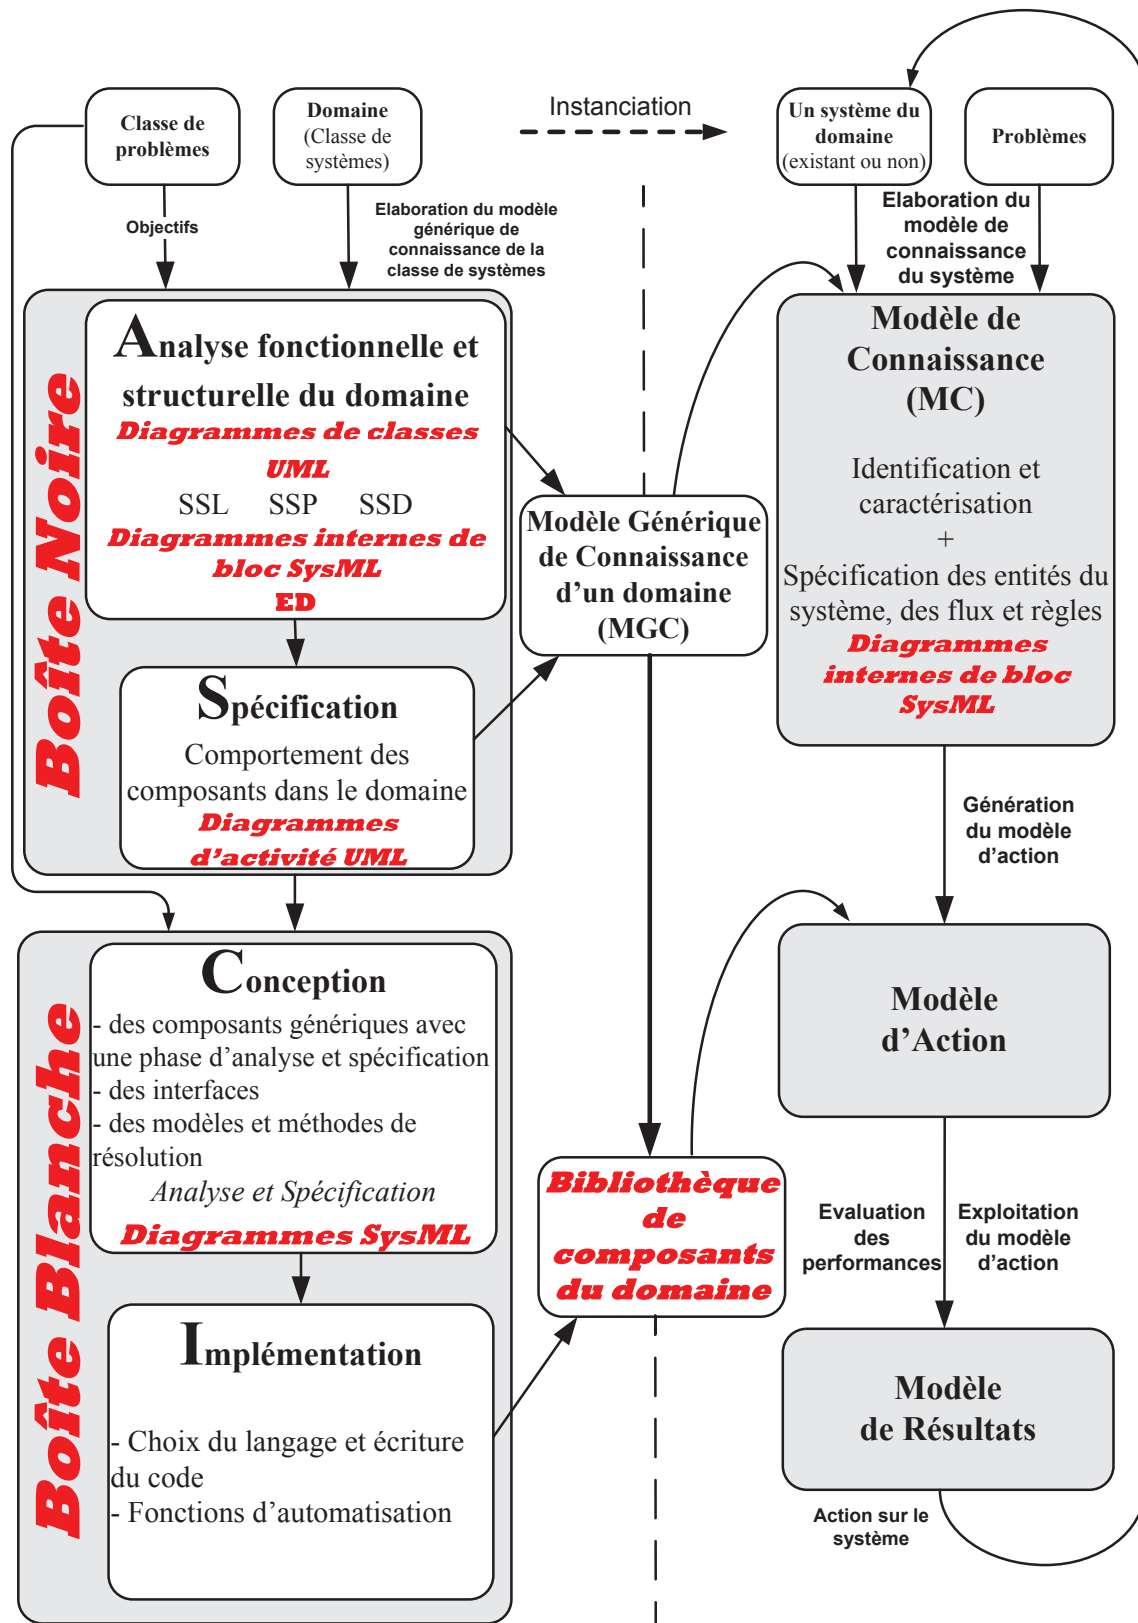 Classe de
problèmes
Domaine
(Classe de
systèmes)
Instanciation
Un système du
domaine
(existant ou non)
Problèmes
Objectifs
Elaboration du modèle
générique de
connaissance de la
classe de systèmes
Elaboration du
modèle de
connaissance
du système
Boîte Noire
Analyse fonctionnelle et
structurelle du domaine
Diagrammes de classes
UML
SSL SSP SSD
Diagrammes internes de
bloc SysML
ED
Spécification
Comportement des
composants dans le domaine
Diagrammes
d'activité UML
Modèle Générique
de Connaissance
d'un domaine
(MGC)
Modèle de
Connaissance
(MC)
Identification et
caractérisation
+
Spécification des entités du
système, des flux et règles
Diagrammes
internes de bloc
SysML
Génération
du modèle
d'action
Boîte Blanche
Conception
- des composants génériques avec
une phase d'analyse et spécification
- des interfaces
- des modèles et méthodes de
résolution
Analyse et Spécification
Diagrammes SysML
Implémentation
- Choix du langage et écriture
du code
- Fonctions d'automatisation
Bibliothèque
de
composants
du domaine
Modèle
d'Action
Evaluation
des
performances
Exploitation
du modèle
d'action
Modèle
de Résultats
Action sur le
système